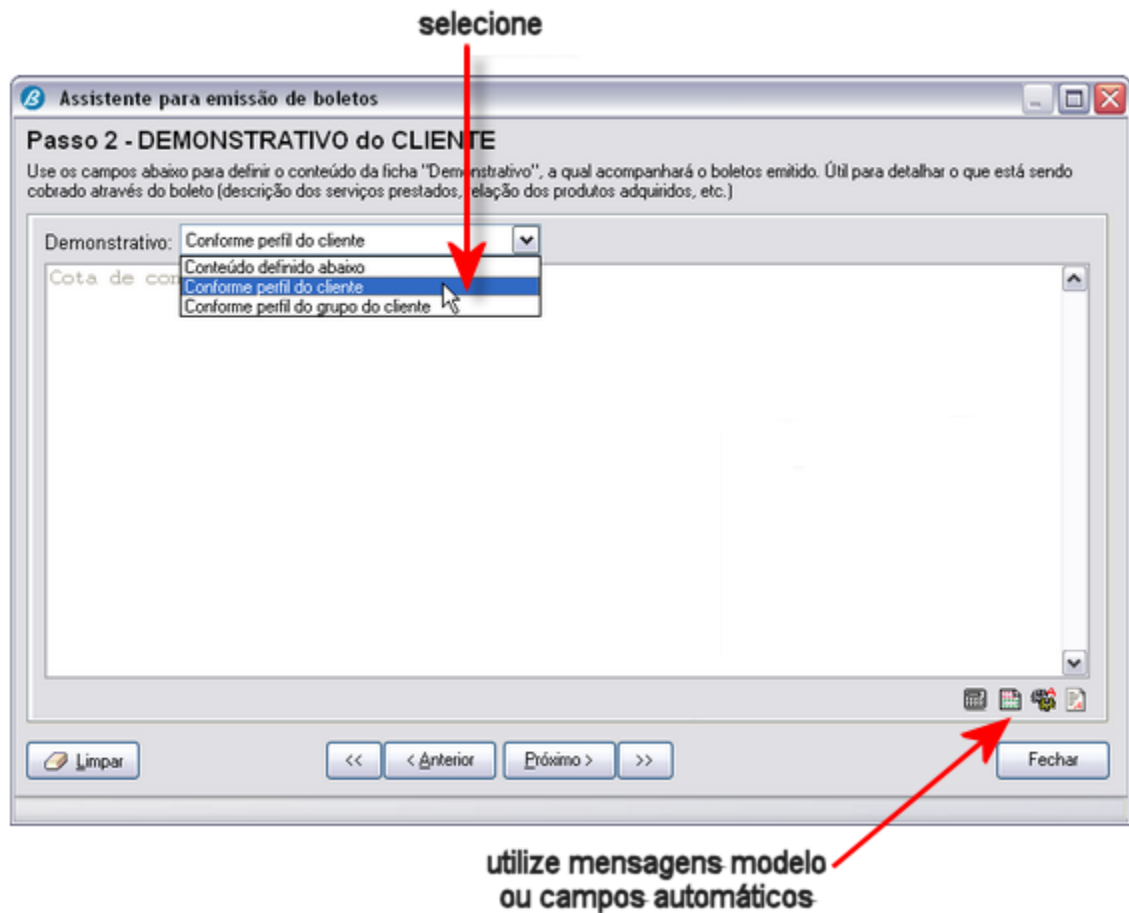 selecione
Assistente para emissão de boletos
Passo 2 - DEMONSTRATIVO do CLIENTE
Use os campos abaixo para definir o conteúdo da ficha "Demonstrativo", a qual acompanhará o boletos emitido. Útil para detalhar o que está sendo
cobrado através do boleto (descrição dos serviços prestados, relação dos produtos adquiridos, etc.)
Demonstrativo: Conforme perfil do cliente
Cota de con
Conteúdo definido abaixo
Conforme perfil do cliente
Conforme perfil do grupo do cliente
Limpar << < Anterior Próximo > >> Fechar
utilize mensagens modelo
ou campos automáticos